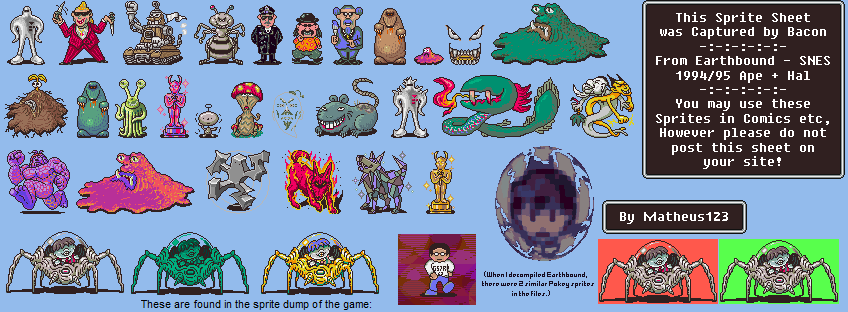 This Sprite Sheet
was Captured by Bacon
-:-:-:-:-:-
From Earthbound - SNES
1994/95 Ape + Hal
-:-:-:-:-:-
You may use these
Sprites in Comics etc,
However please do not
post this sheet on
your site!
By Matheus123
(When I decompiled Earthbound,
there were 2 similar Pokey sprites
in the files.)
These are found in the sprite dump of the game: